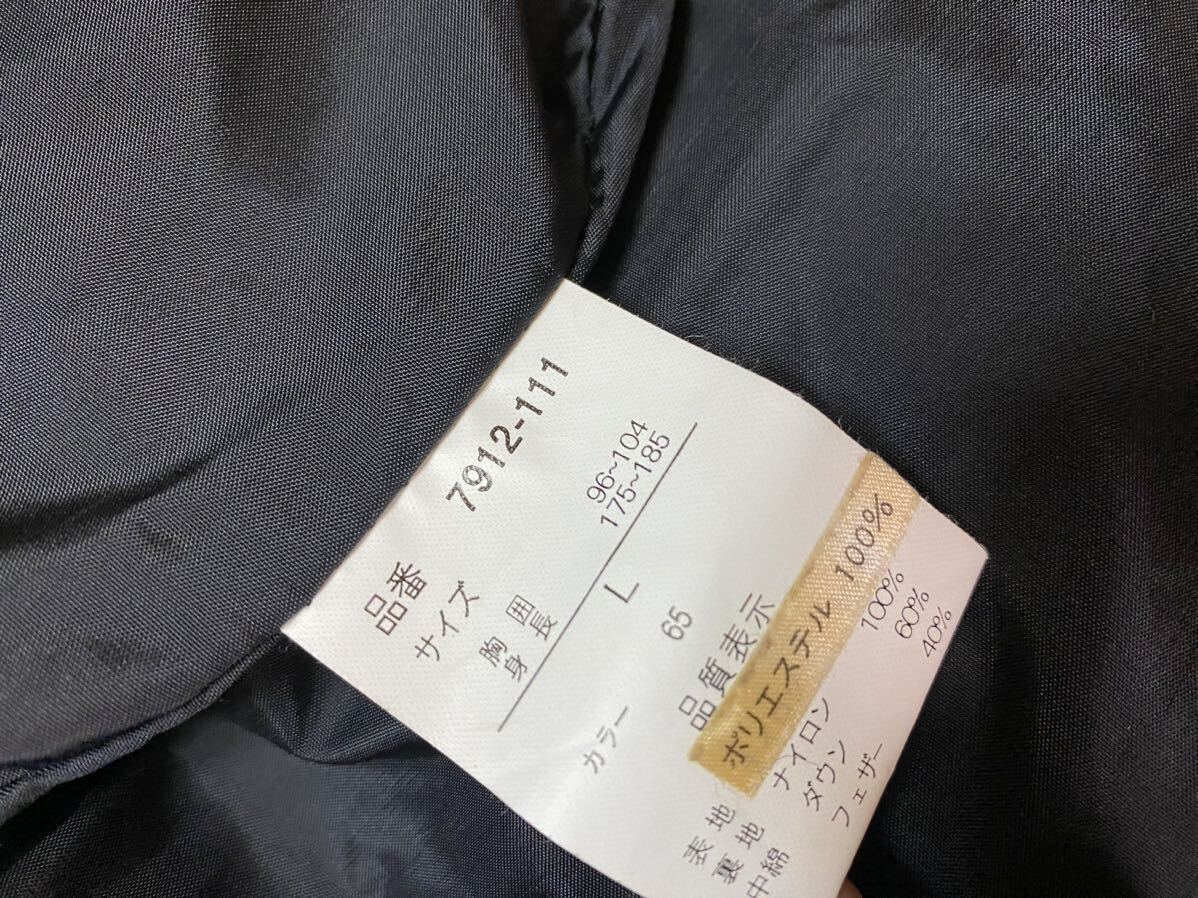 品番 7912-111
サイズ
胸囲 96~104
身長 175~185
L
カラー 65
品質表示
表地 ポリエステル 100%
裏地 ナイロン 100%
中綿 ダウン 60%
フェザー 40%